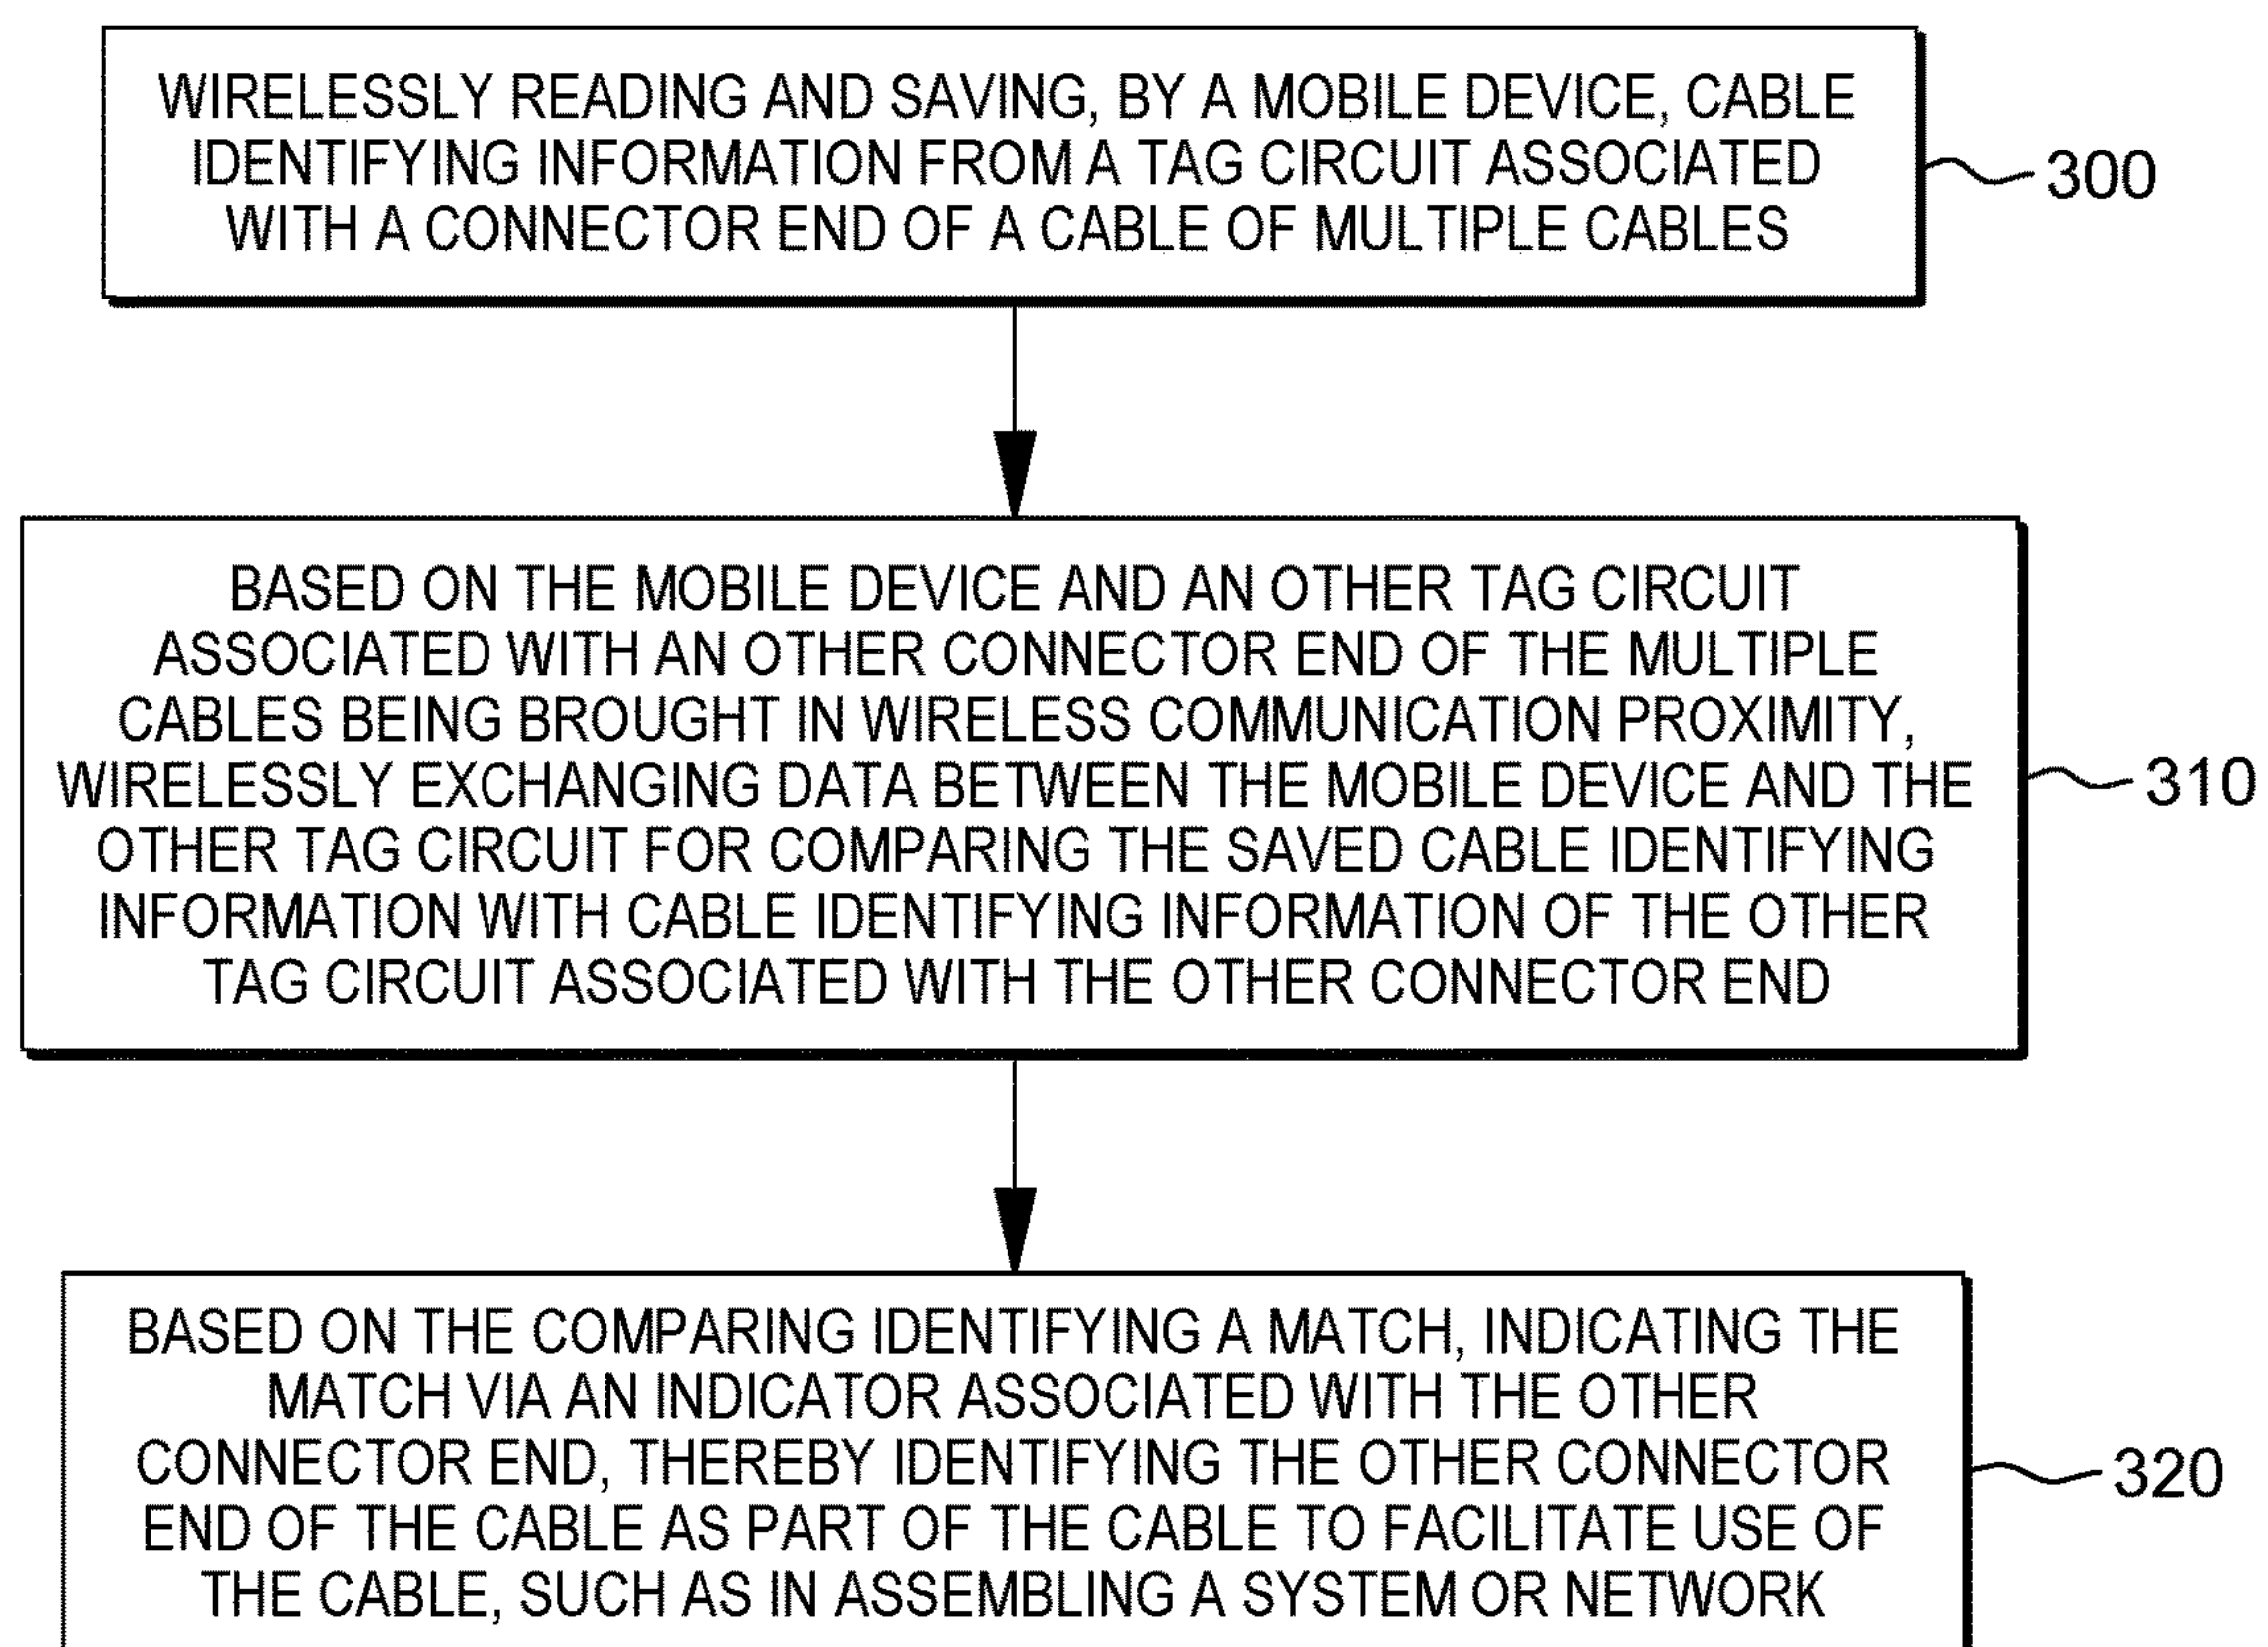 WIRELESSLY READING AND SAVING, BY A MOBILE DEVICE, CABLE
IDENTIFYING INFORMATION FROM A TAG CIRCUIT ASSOCIATED
WITH A CONNECTOR END OF A CABLE OF MULTIPLE CABLES
300
BASED ON THE MOBILE DEVICE AND AN OTHER TAG CIRCUIT
ASSOCIATED WITH AN OTHER CONNECTOR END OF THE MULTIPLE
CABLES BEING BROUGHT IN WIRELESS COMMUNICATION PROXIMITY,
WIRELESSLY EXCHANGING DATA BETWEEN THE MOBILE DEVICE AND THE
OTHER TAG CIRCUIT FOR COMPARING THE SAVED CABLE IDENTIFYING
INFORMATION WITH CABLE IDENTIFYING INFORMATION OF THE OTHER
TAG CIRCUIT ASSOCIATED WITH THE OTHER CONNECTOR END
310
BASED ON THE COMPARING IDENTIFYING A MATCH, INDICATING THE
MATCH VIA AN INDICATOR ASSOCIATED WITH THE OTHER
CONNECTOR END, THEREBY IDENTIFYING THE OTHER CONNECTOR
END OF THE CABLE AS PART OF THE CABLE TO FACILITATE USE OF
THE CABLE, SUCH AS IN ASSEMBLING A SYSTEM OR NETWORK
320